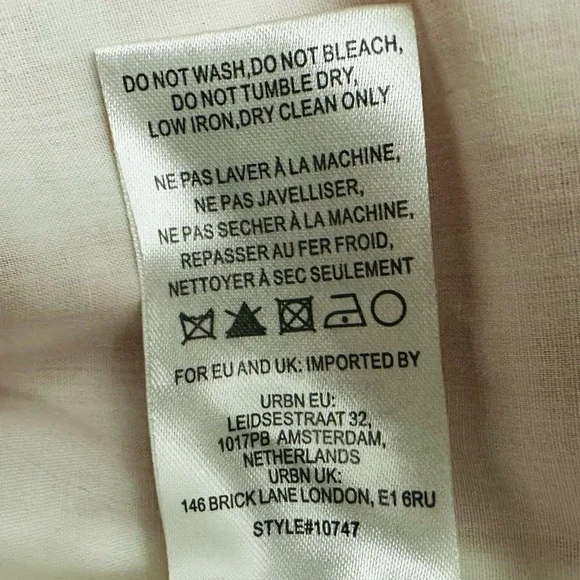 DO NOT WASH,DO NOT BLEACH,
DO NOT TUMBLE DRY,
LOW IRON,DRY CLEAN ONLY
NE PAS LAVER À LA MACHINE,
NE PAS JAVELLISER,
NE PAS SECHER À LA MACHINE,
REPASSER AU FER FROID,
NETTOYER À SEC SEULEMENT
FOR EU AND UK: IMPORTED BY
URBN EU:
LEIDSESTRAAT 32,
1017PB AMSTERDAM,
NETHERLANDS
URBN UK:
146 BRICK LANE LONDON, E1 6RU
STYLE#10747